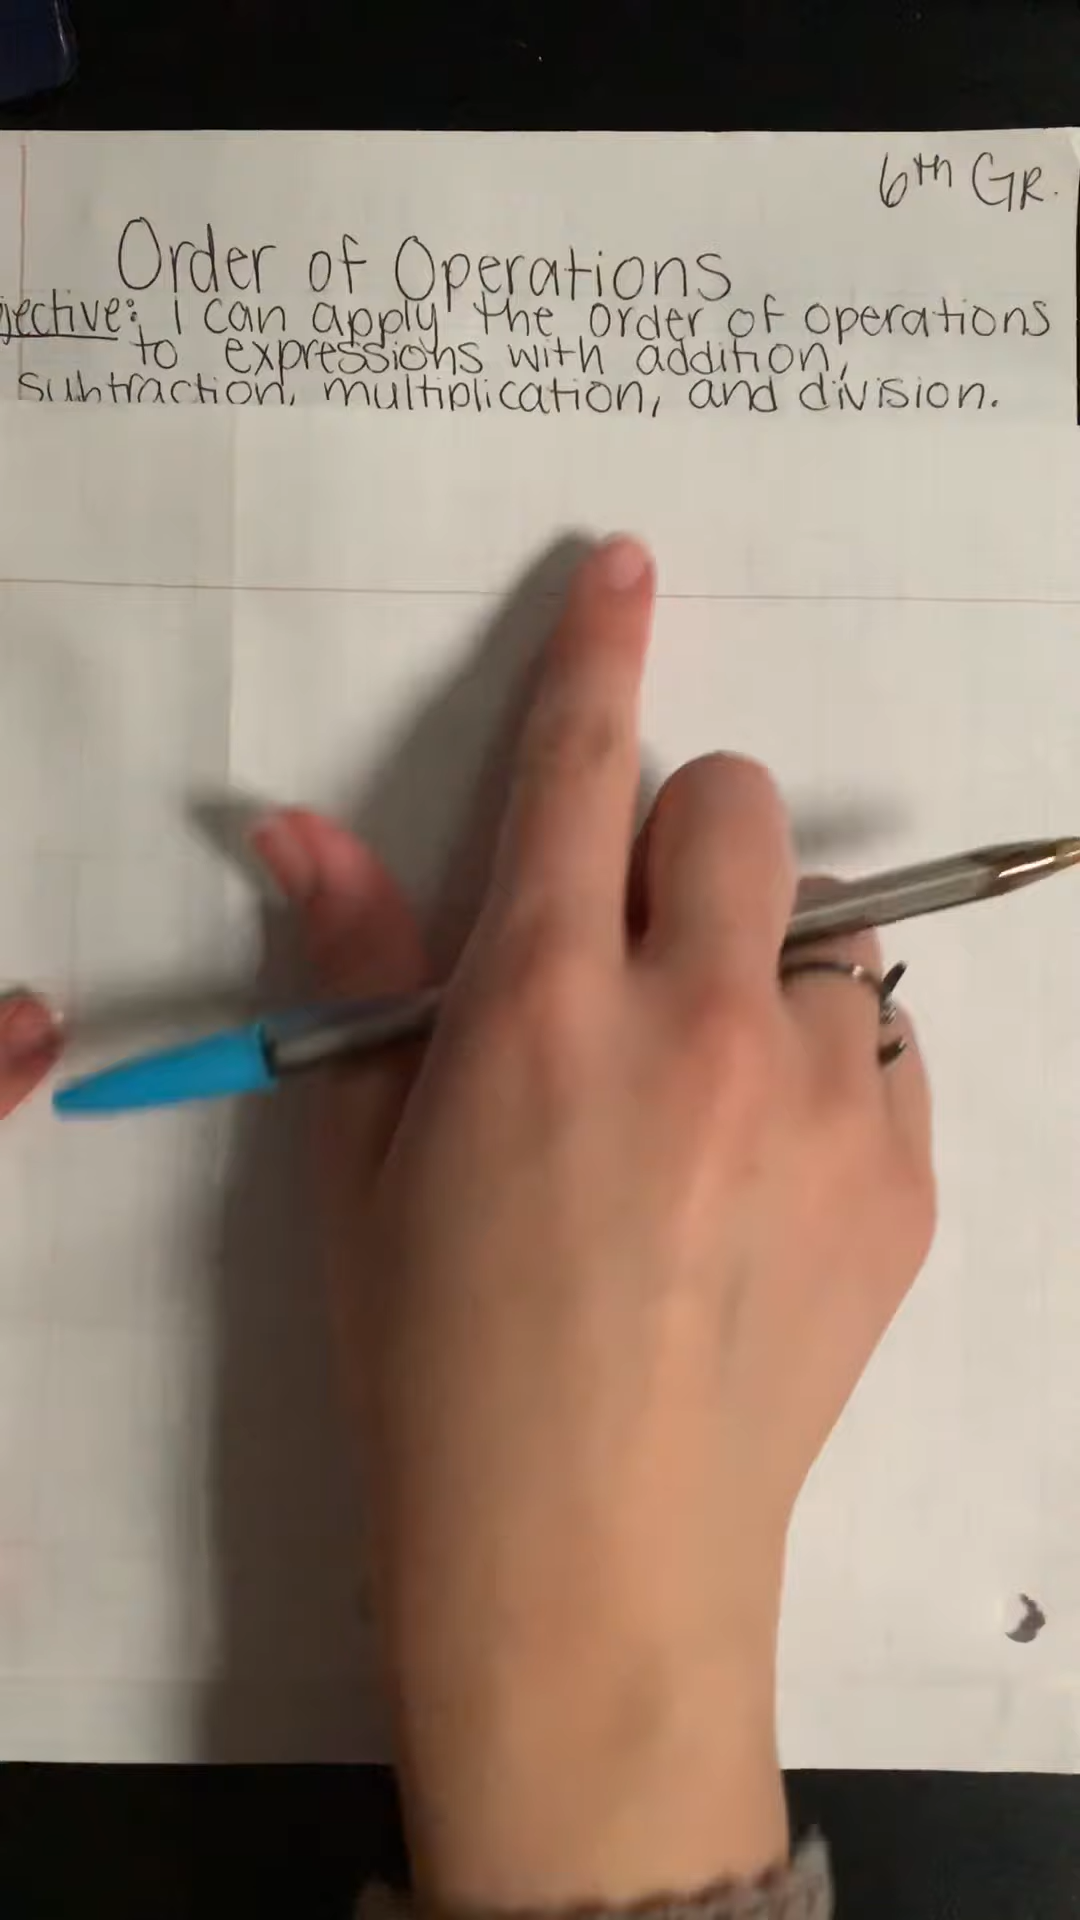 6th GR.
Order of Operations
jective: I can apply the order of operations
to expressions with addition,
subtraction, multiplication, and division.